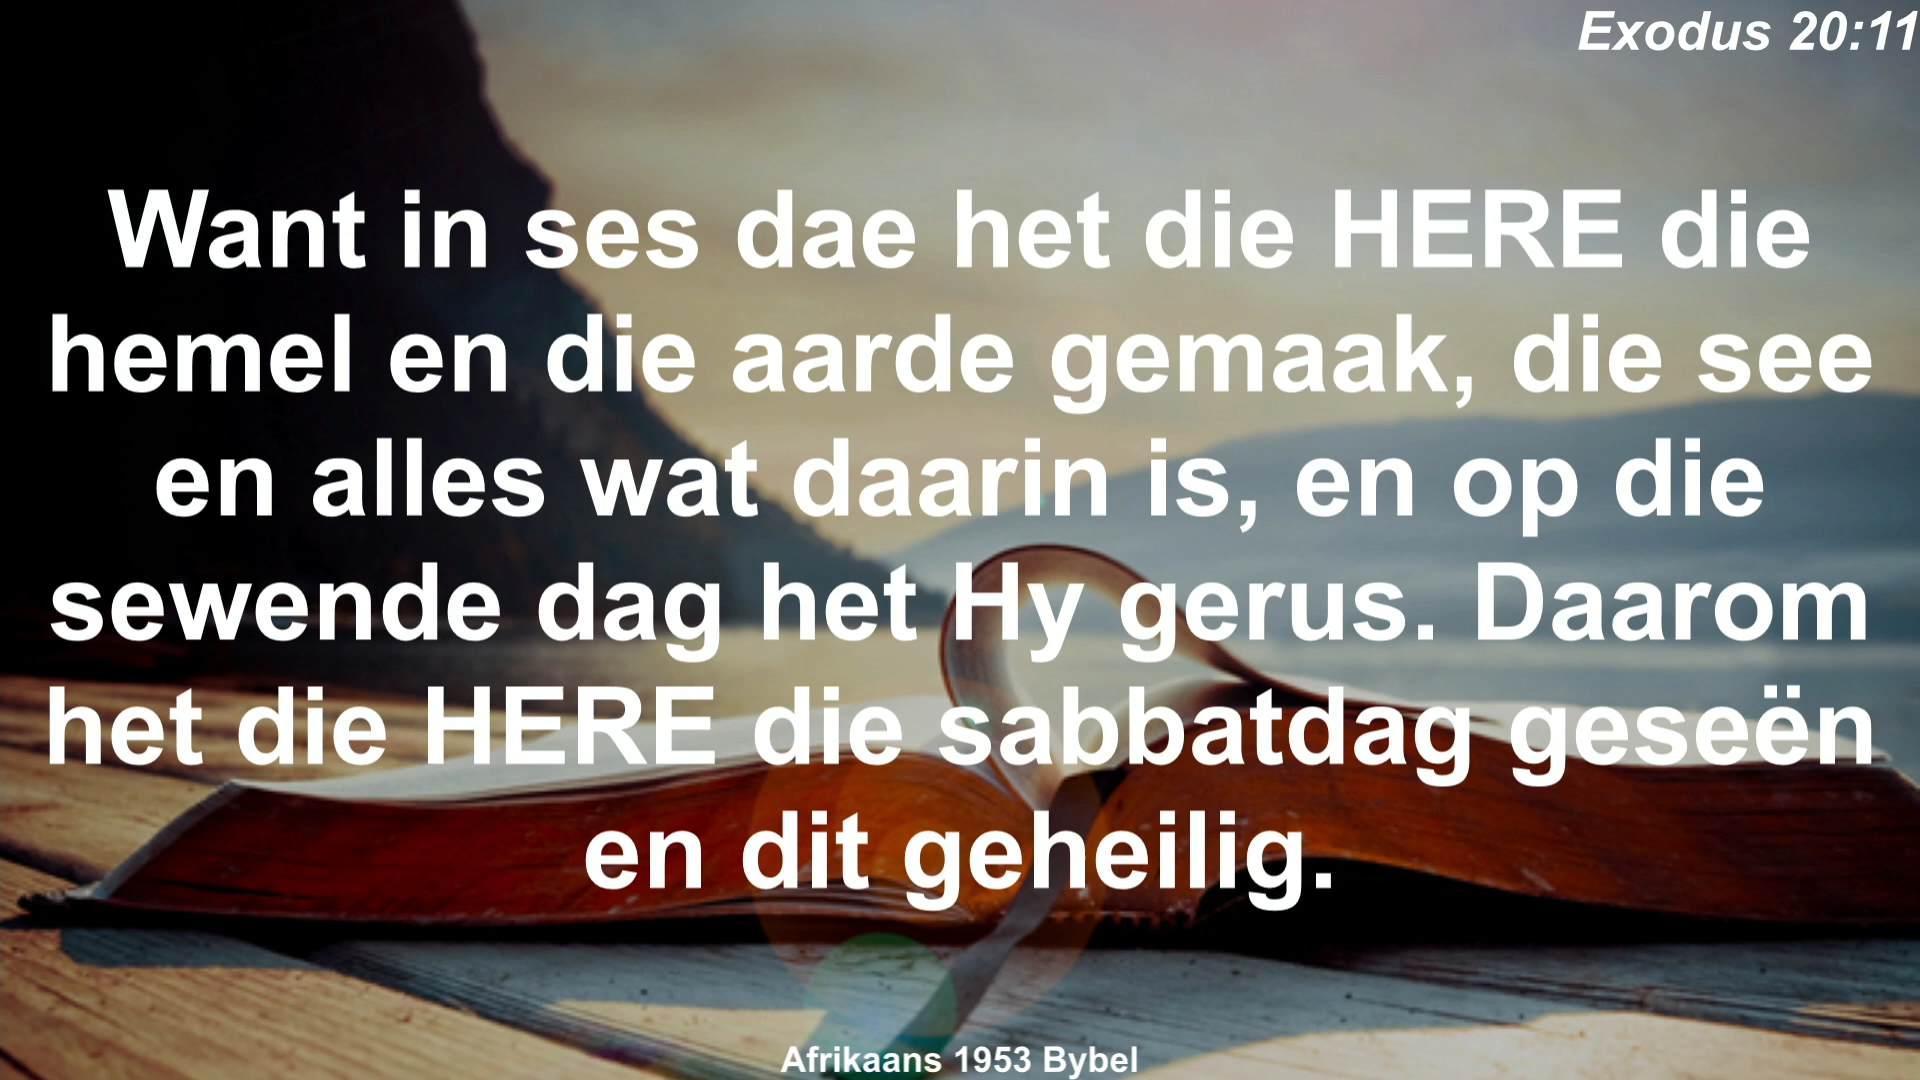 Exodus 20:11
Want in ses dae het die HERE die
hemel en die aarde gemaak, die see
en alles wat daarin is, en op die
sewende dag het Hy gerus. Daarom
het die HERE die sabbatdag geseën
en dit geheilig.
Afrikaans 1953 Bybel